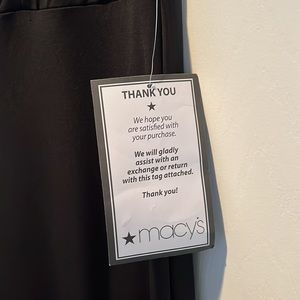 THANK YOU
★
We hope you
are satisfied with
your purchase.
We will gladly
assist with an
exchange or return
with this tag attached.
Thank you!
★macy's